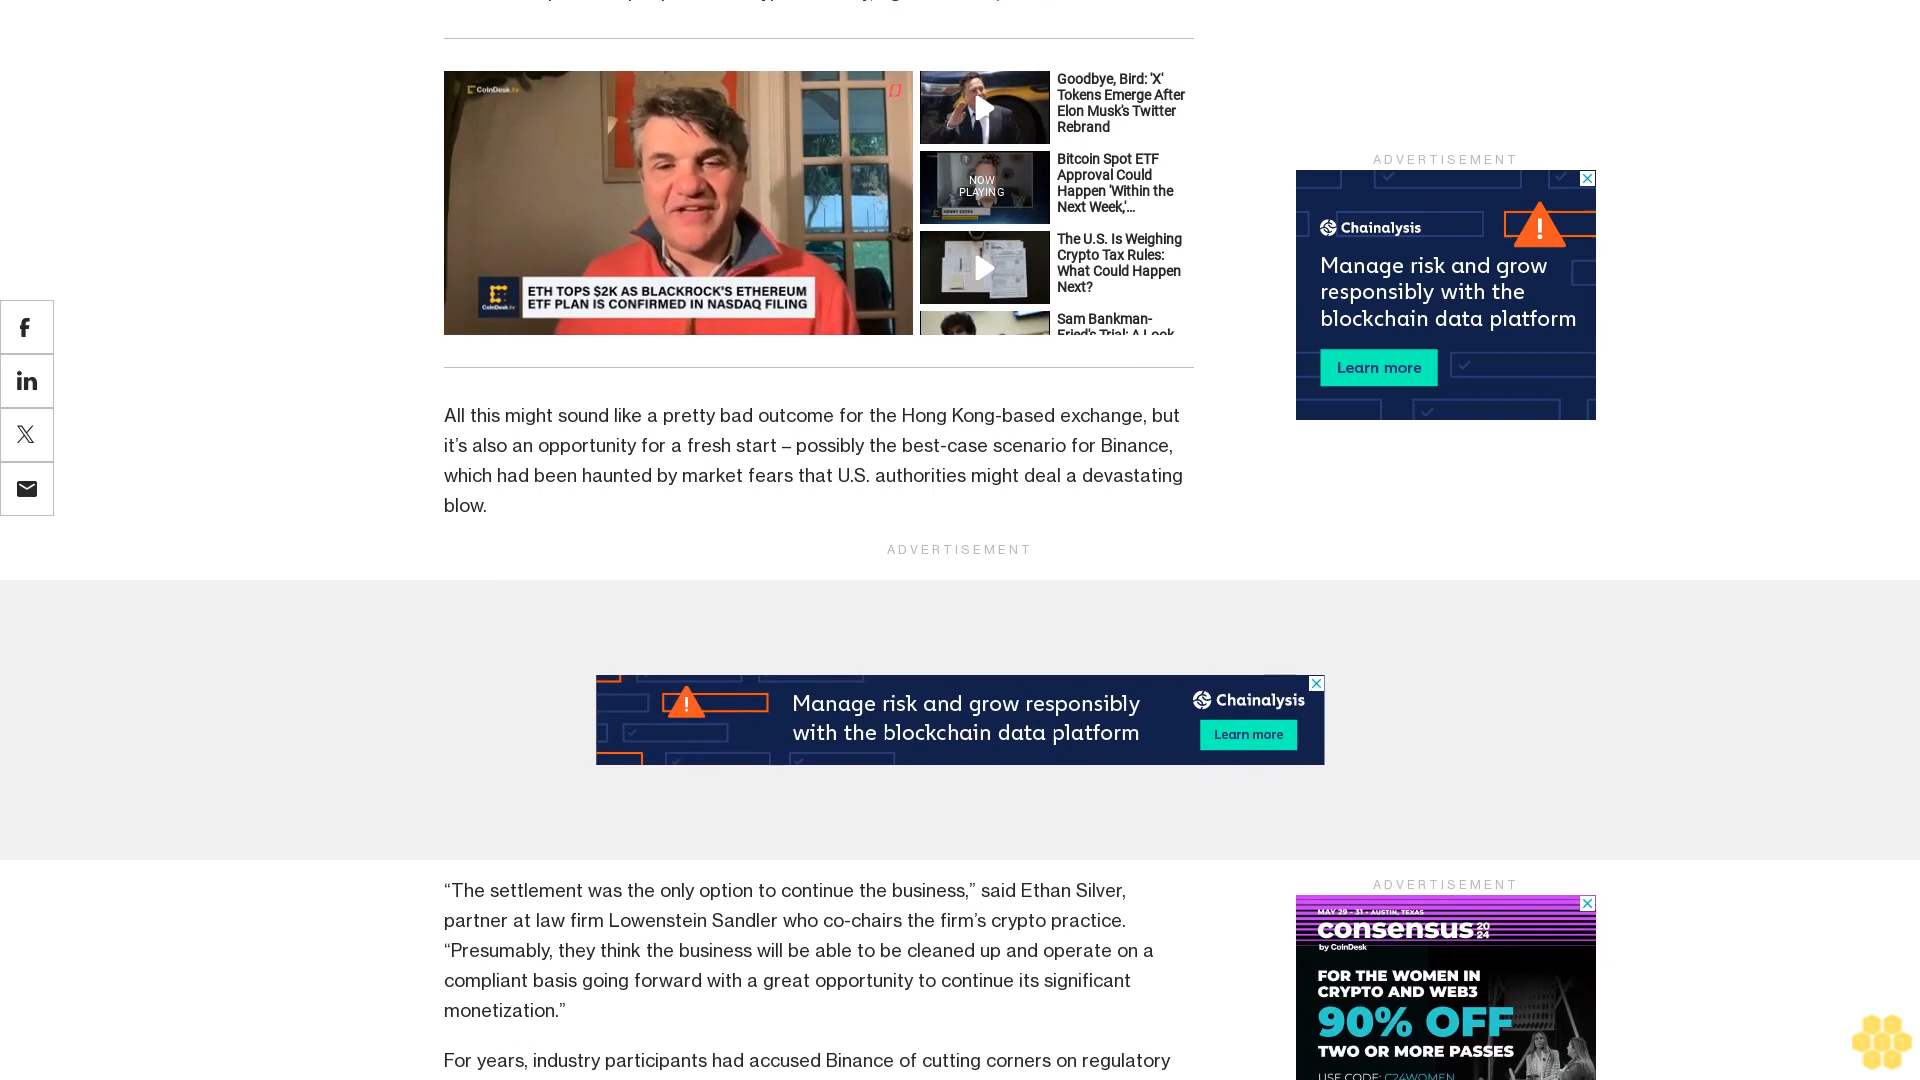 CoinDesk.tv
ETH TOPS $2K AS BLACKROCK'S ETHEREUM
ETF PLAN IS CONFIRMED IN NASDAQ FILING
CoinDesk.tv
Goodbye, Bird: 'X'
Tokens Emerge After
Elon Musk's Twitter
Rebrand
NOW
PLAYING
Bitcoin Spot ETF
Approval Could
Happen 'Within the
Next Week,'...
The U.S. Is Weighing
Crypto Tax Rules:
What Could Happen
Next?
Sam Bankman-
Fried's Trial: A Look
ADVERTISEMENT
Chainalysis
Manage risk and grow
responsibly with the
blockchain data platform
Learn more
All this might sound like a pretty bad outcome for the Hong Kong-based exchange, but
it’s also an opportunity for a fresh start – possibly the best-case scenario for Binance,
which had been haunted by market fears that U.S. authorities might deal a devastating
blow.
ADVERTISEMENT
Manage risk and grow responsibly
with the blockchain data platform
Chainalysis
Learn more
“The settlement was the only option to continue the business,” said Ethan Silver,
partner at law firm Lowenstein Sandler who co-chairs the firm’s crypto practice.
“Presumably, they think the business will be able to be cleaned up and operate on a
compliant basis going forward with a great opportunity to continue its significant
monetization.”
For years, industry participants had accused Binance of cutting corners on regulatory
ADVERTISEMENT
MAY 29 - 31 • AUSTIN, TEXAS
consensus 2024
by CoinDesk
FOR THE WOMEN IN
CRYPTO AND WEB3
90% OFF
TWO OR MORE PASSES
USE CODE: C24WOMEN